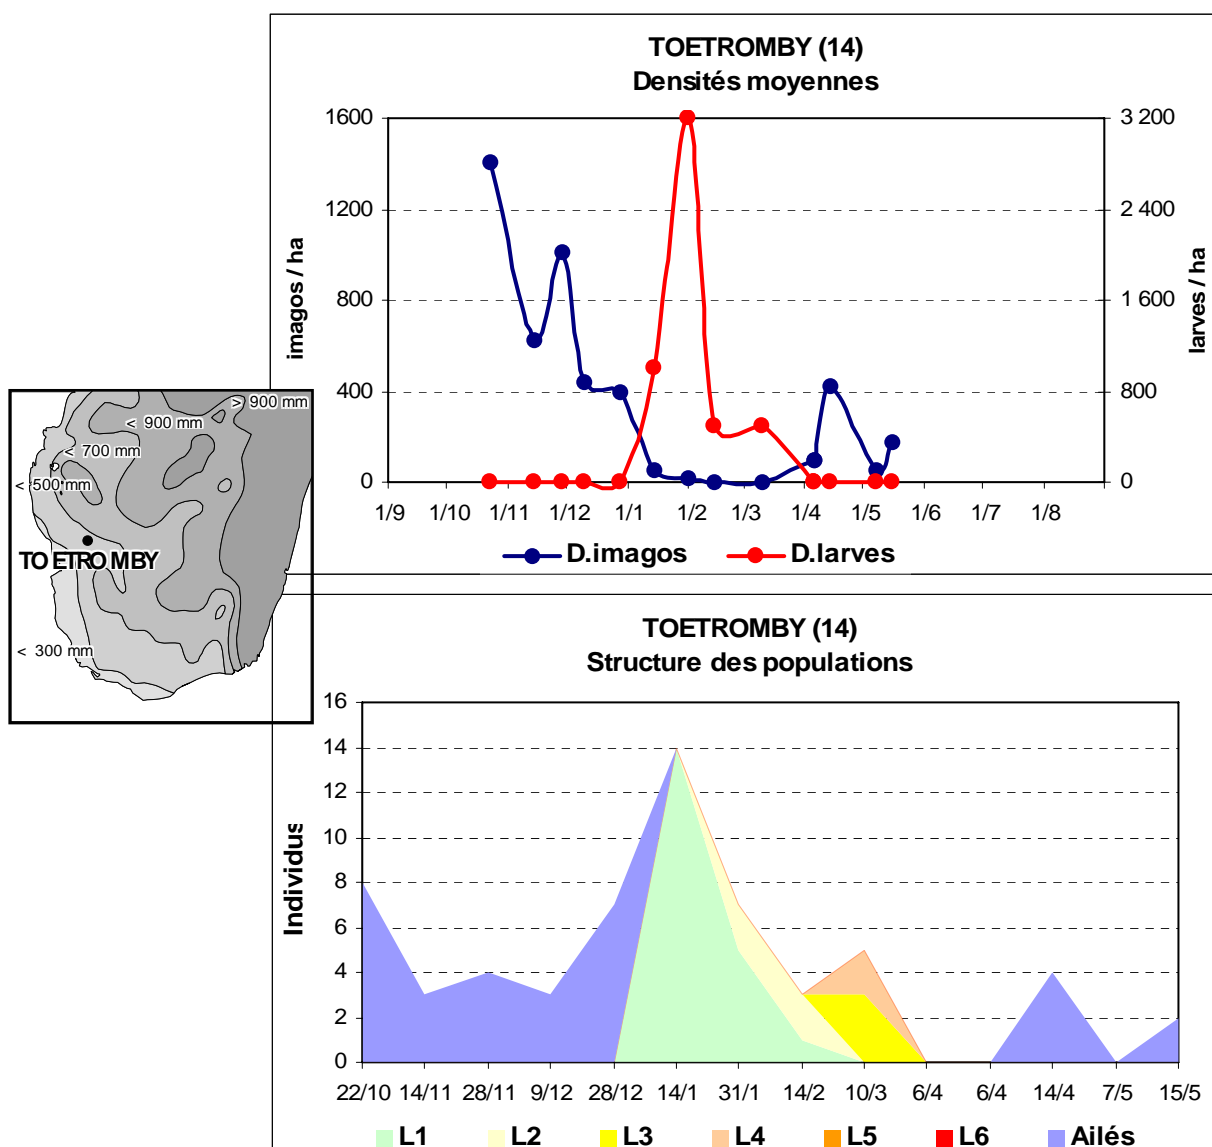 TOETROMBY (14)
Densités moyennes
imagos / ha
larves / ha
1600
1200
800
400
0
3 200
2 400
1 600
800
0
1/9 1/10 1/11 1/12 1/1 1/2 1/3 1/4 1/5 1/6 1/7 1/8
D.imagos D.larves
> 900 mm
< 900 mm
< 700 mm
< 500 mm
TOETROMBY
< 300 mm
TOETROMBY (14)
Structure des populations
Individus
16
14
12
10
8
6
4
2
0
22/10 14/11 28/11 9/12 28/12 14/1 31/1 14/2 10/3 6/4 6/4 14/4 7/5 15/5
L1 L2 L3 L4 L5 L6 Ailés